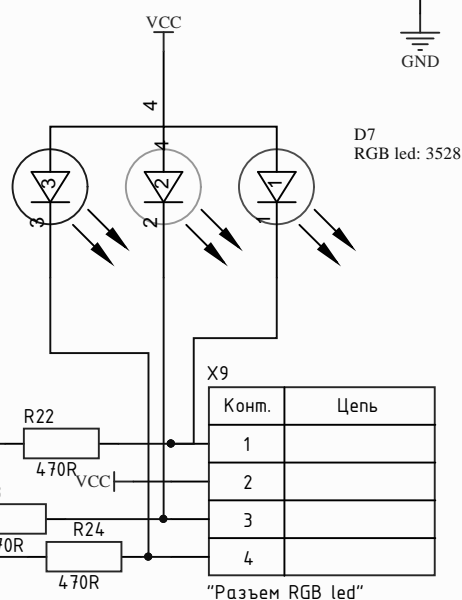 VCC
GND
4
4
D7
RGB led: 3528
3
2
1
3
2
1
X9
Конт.
Цепь
R22
1
470R
VCC
2
3
R24
4
470R
"Разъем RGB led"